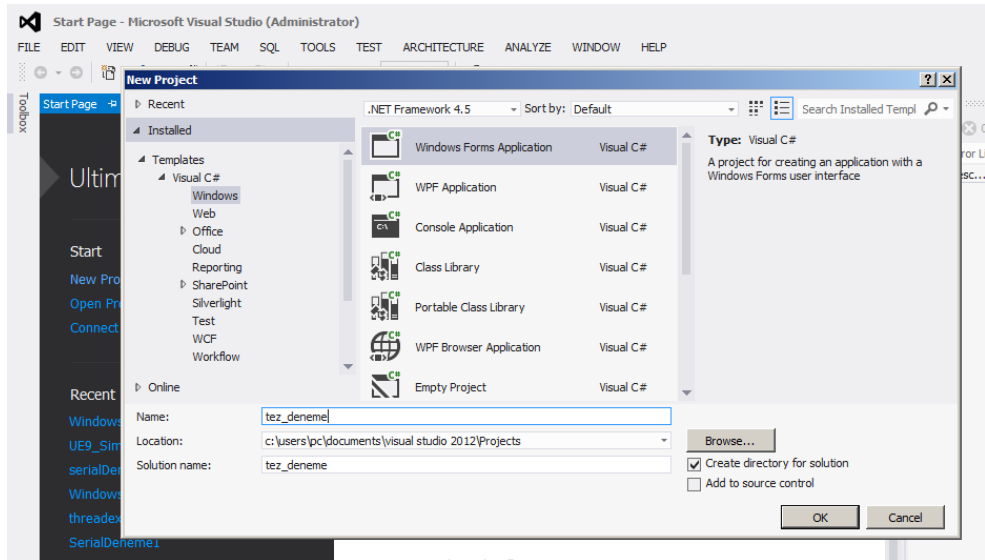 Start Page - Microsoft Visual Studio (Administrator)
FILE EDIT VIEW DEBUG TEAM SQL TOOLS TEST ARCHITECTURE ANALYZE WINDOW HELP
New Project
Toolbox
Start Page
Recent
.NET Framework 4.5
Sort by: Default
Search Installed Templ
Installed
Templates
Visual C#
Windows
Web
Office
Cloud
Reporting
SharePoint
Silverlight
Test
WCF
Workflow
Online
Windows Forms Application Visual C#
WPF Application Visual C#
Console Application Visual C#
Class Library Visual C#
Portable Class Library Visual C#
WPF Browser Application Visual C#
Empty Project Visual C#
Type: Visual C#
A project for creating an application with a
Windows Forms user interface
Ultim
Start
New Pro
Open Pr
Connect
Recent
Windows
UE9_Sim
serialDer
Windows
threadex
SerialDeneme1
Name: tez_deneme
Location: c:\users\pc\documents\visual studio 2012\Projects
Solution name: tez_deneme
Browse...
Create directory for solution
Add to source control
OK Cancel
ror Li
esc...